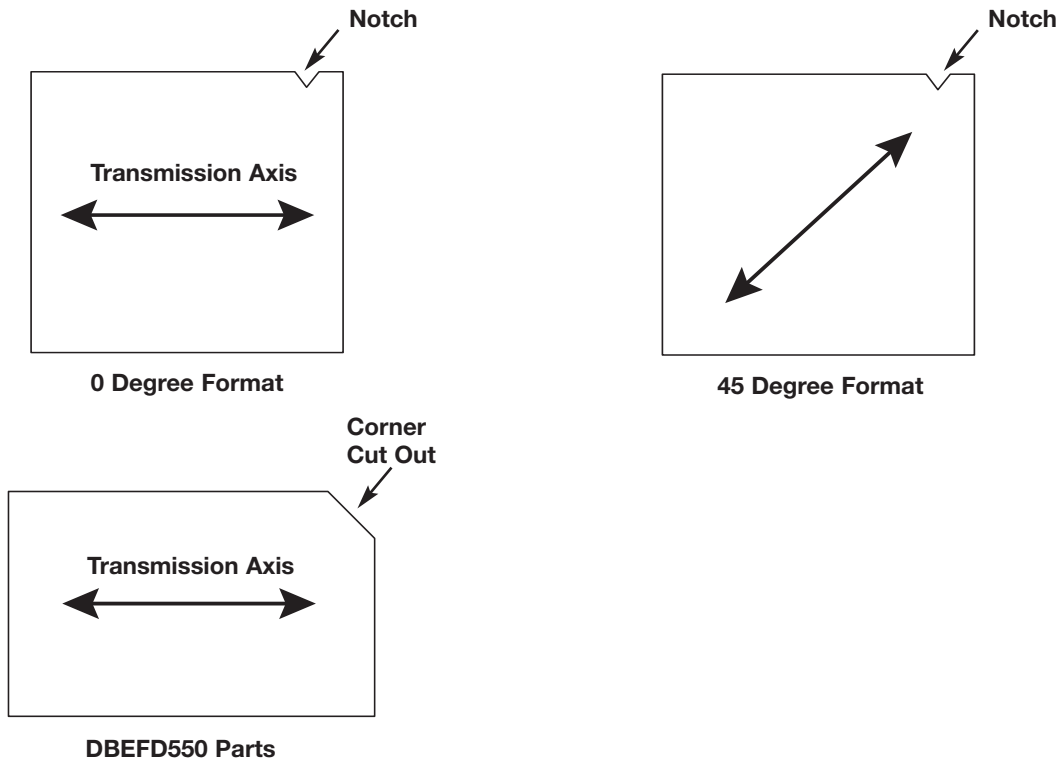 Notch
Transmission Axis
0 Degree Format
Notch
45 Degree Format
Corner
Cut Out
Transmission Axis
DBEFD550 Parts